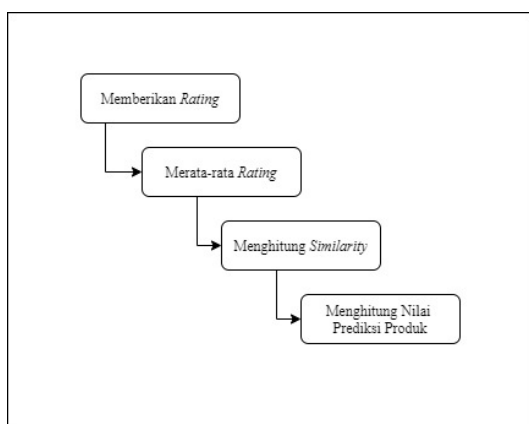 Memberikan Rating
Merata-rata Rating
Menghitung Similarity
Menghitung Nilai
Prediksi Produk